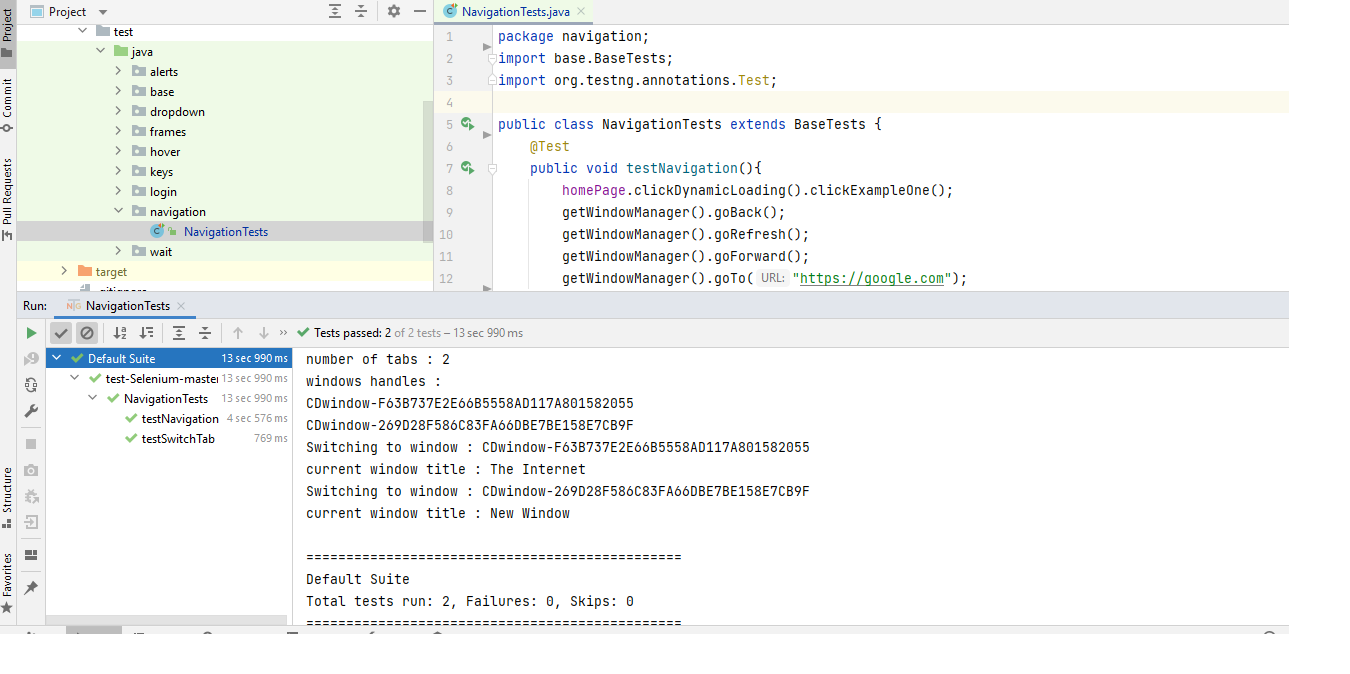 Project
NavigationTests.java
Project
Commit
Pull Requests
Structure
Favorites
test
java
alerts
base
dropdown
frames
hover
keys
login
navigation
NavigationTests
wait
target
.gitignore
1 package navigation;
2 import base.BaseTests;
3 import org.testng.annotations.Test;
4
5 public class NavigationTests extends BaseTests {
6 @Test
7 public void testNavigation(){
8 homePage.clickDynamicLoading().clickExampleOne();
9 getWindowManager().goBack();
10 getWindowManager().goRefresh();
11 getWindowManager().goForward();
12 getWindowManager().goTo( URL: "https://google.com");
Run: NG NavigationTests
Tests passed: 2 of 2 tests – 13 sec 990 ms
Default Suite 13 sec 990 ms
test-Selenium-master 13 sec 990 ms
NavigationTests 13 sec 990 ms
testNavigation 4 sec 576 ms
testSwitchTab 769 ms
number of tabs : 2
windows handles :
CDwindow-F63B737E2E66B5558AD117A801582055
CDwindow-269D28F586C83FA66DBE7BE158E7CB9F
Switching to window : CDwindow-F63B737E2E66B5558AD117A801582055
current window title : The Internet
Switching to window : CDwindow-269D28F586C83FA66DBE7BE158E7CB9F
current window title : New Window
===============================================
Default Suite
Total tests run: 2, Failures: 0, Skips: 0
===============================================